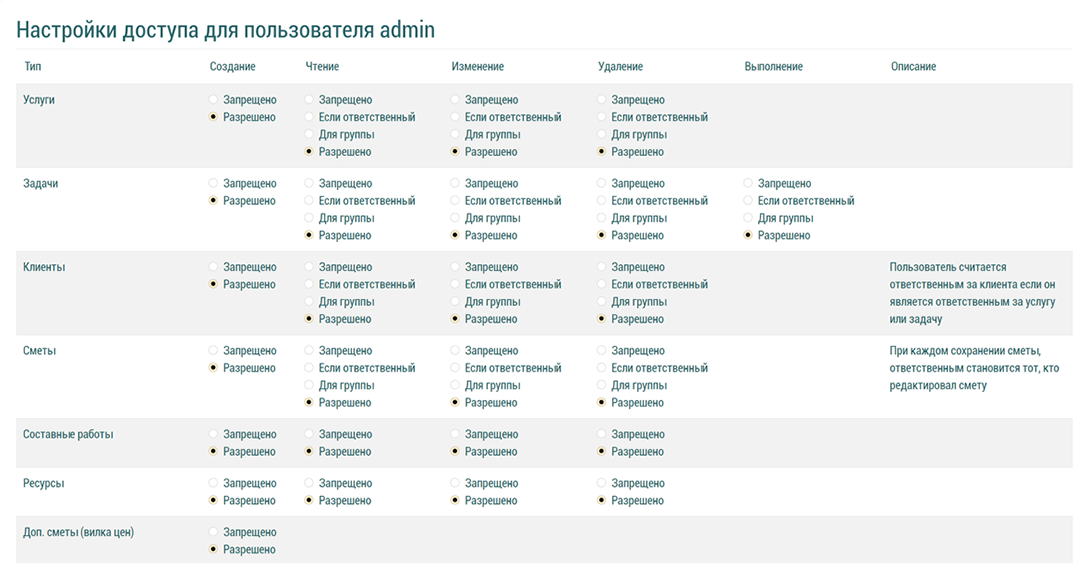 Настройки доступа для пользователя admin
Тип Создание Чтение Изменение Удаление Выполнение Описание
Услуги Запрещено Запрещено Запрещено Запрещено
Разрешено Если ответственный Если ответственный Если ответственный
Для группы Для группы Для группы
Разрешено Разрешено Разрешено
Задачи Запрещено Запрещено Запрещено Запрещено Запрещено
Разрешено Если ответственный Если ответственный Если ответственный Если ответственный
Для группы Для группы Для группы Для группы
Разрешено Разрешено Разрешено Разрешено
Клиенты Запрещено Запрещено Запрещено Запрещено Пользователь считается
Разрешено Если ответственный Если ответственный Если ответственный ответственным за клиента если он
Для группы Для группы Для группы является ответственным за услугу
Разрешено Разрешено Разрешено или задачу
Сметы Запрещено Запрещено Запрещено Запрещено При каждом сохранении сметы,
Разрешено Если ответственный Если ответственный Если ответственный ответственным становится тот, кто
Для группы Для группы Для группы редактировал смету
Разрешено Разрешено Разрешено
Составные работы Запрещено Запрещено Запрещено Запрещено
Разрешено Разрешено Разрешено Разрешено
Ресурсы Запрещено Запрещено Запрещено Запрещено
Разрешено Разрешено Разрешено Разрешено
Доп. сметы (вилка цен) Запрещено
Разрешено